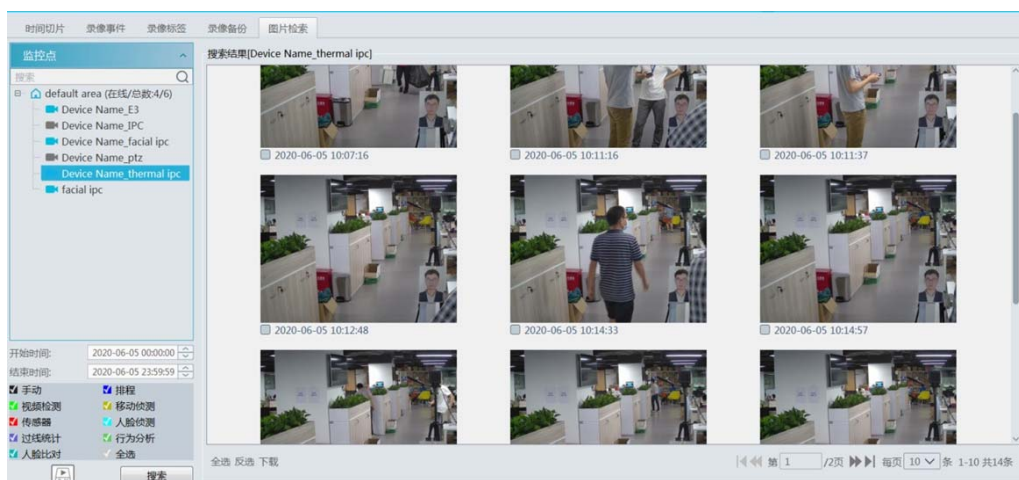 时间切片 录像事件 录像标签 录像备份 图片检索
监控点
搜索
default area (在线/总数:4/6)
Device Name_E3
Device Name_IPC
Device Name_facial ipc
Device Name_ptz
Device Name_thermal ipc
facial ipc
开始时间: 2020-06-05 00:00:00
结束时间: 2020-06-05 23:59:59
手动 排程
视频检测 移动侦测
传感器 人脸侦测
过线统计 行为分析
人脸比对 全选
搜索
搜索结果[Device Name_thermal ipc]
2020-06-05 10:07:16 2020-06-05 10:11:16 2020-06-05 10:11:37
2020-06-05 10:12:48 2020-06-05 10:14:33 2020-06-05 10:14:57
全选 反选 下载 第 1 /2页 每页 10 条 1-10 共14条